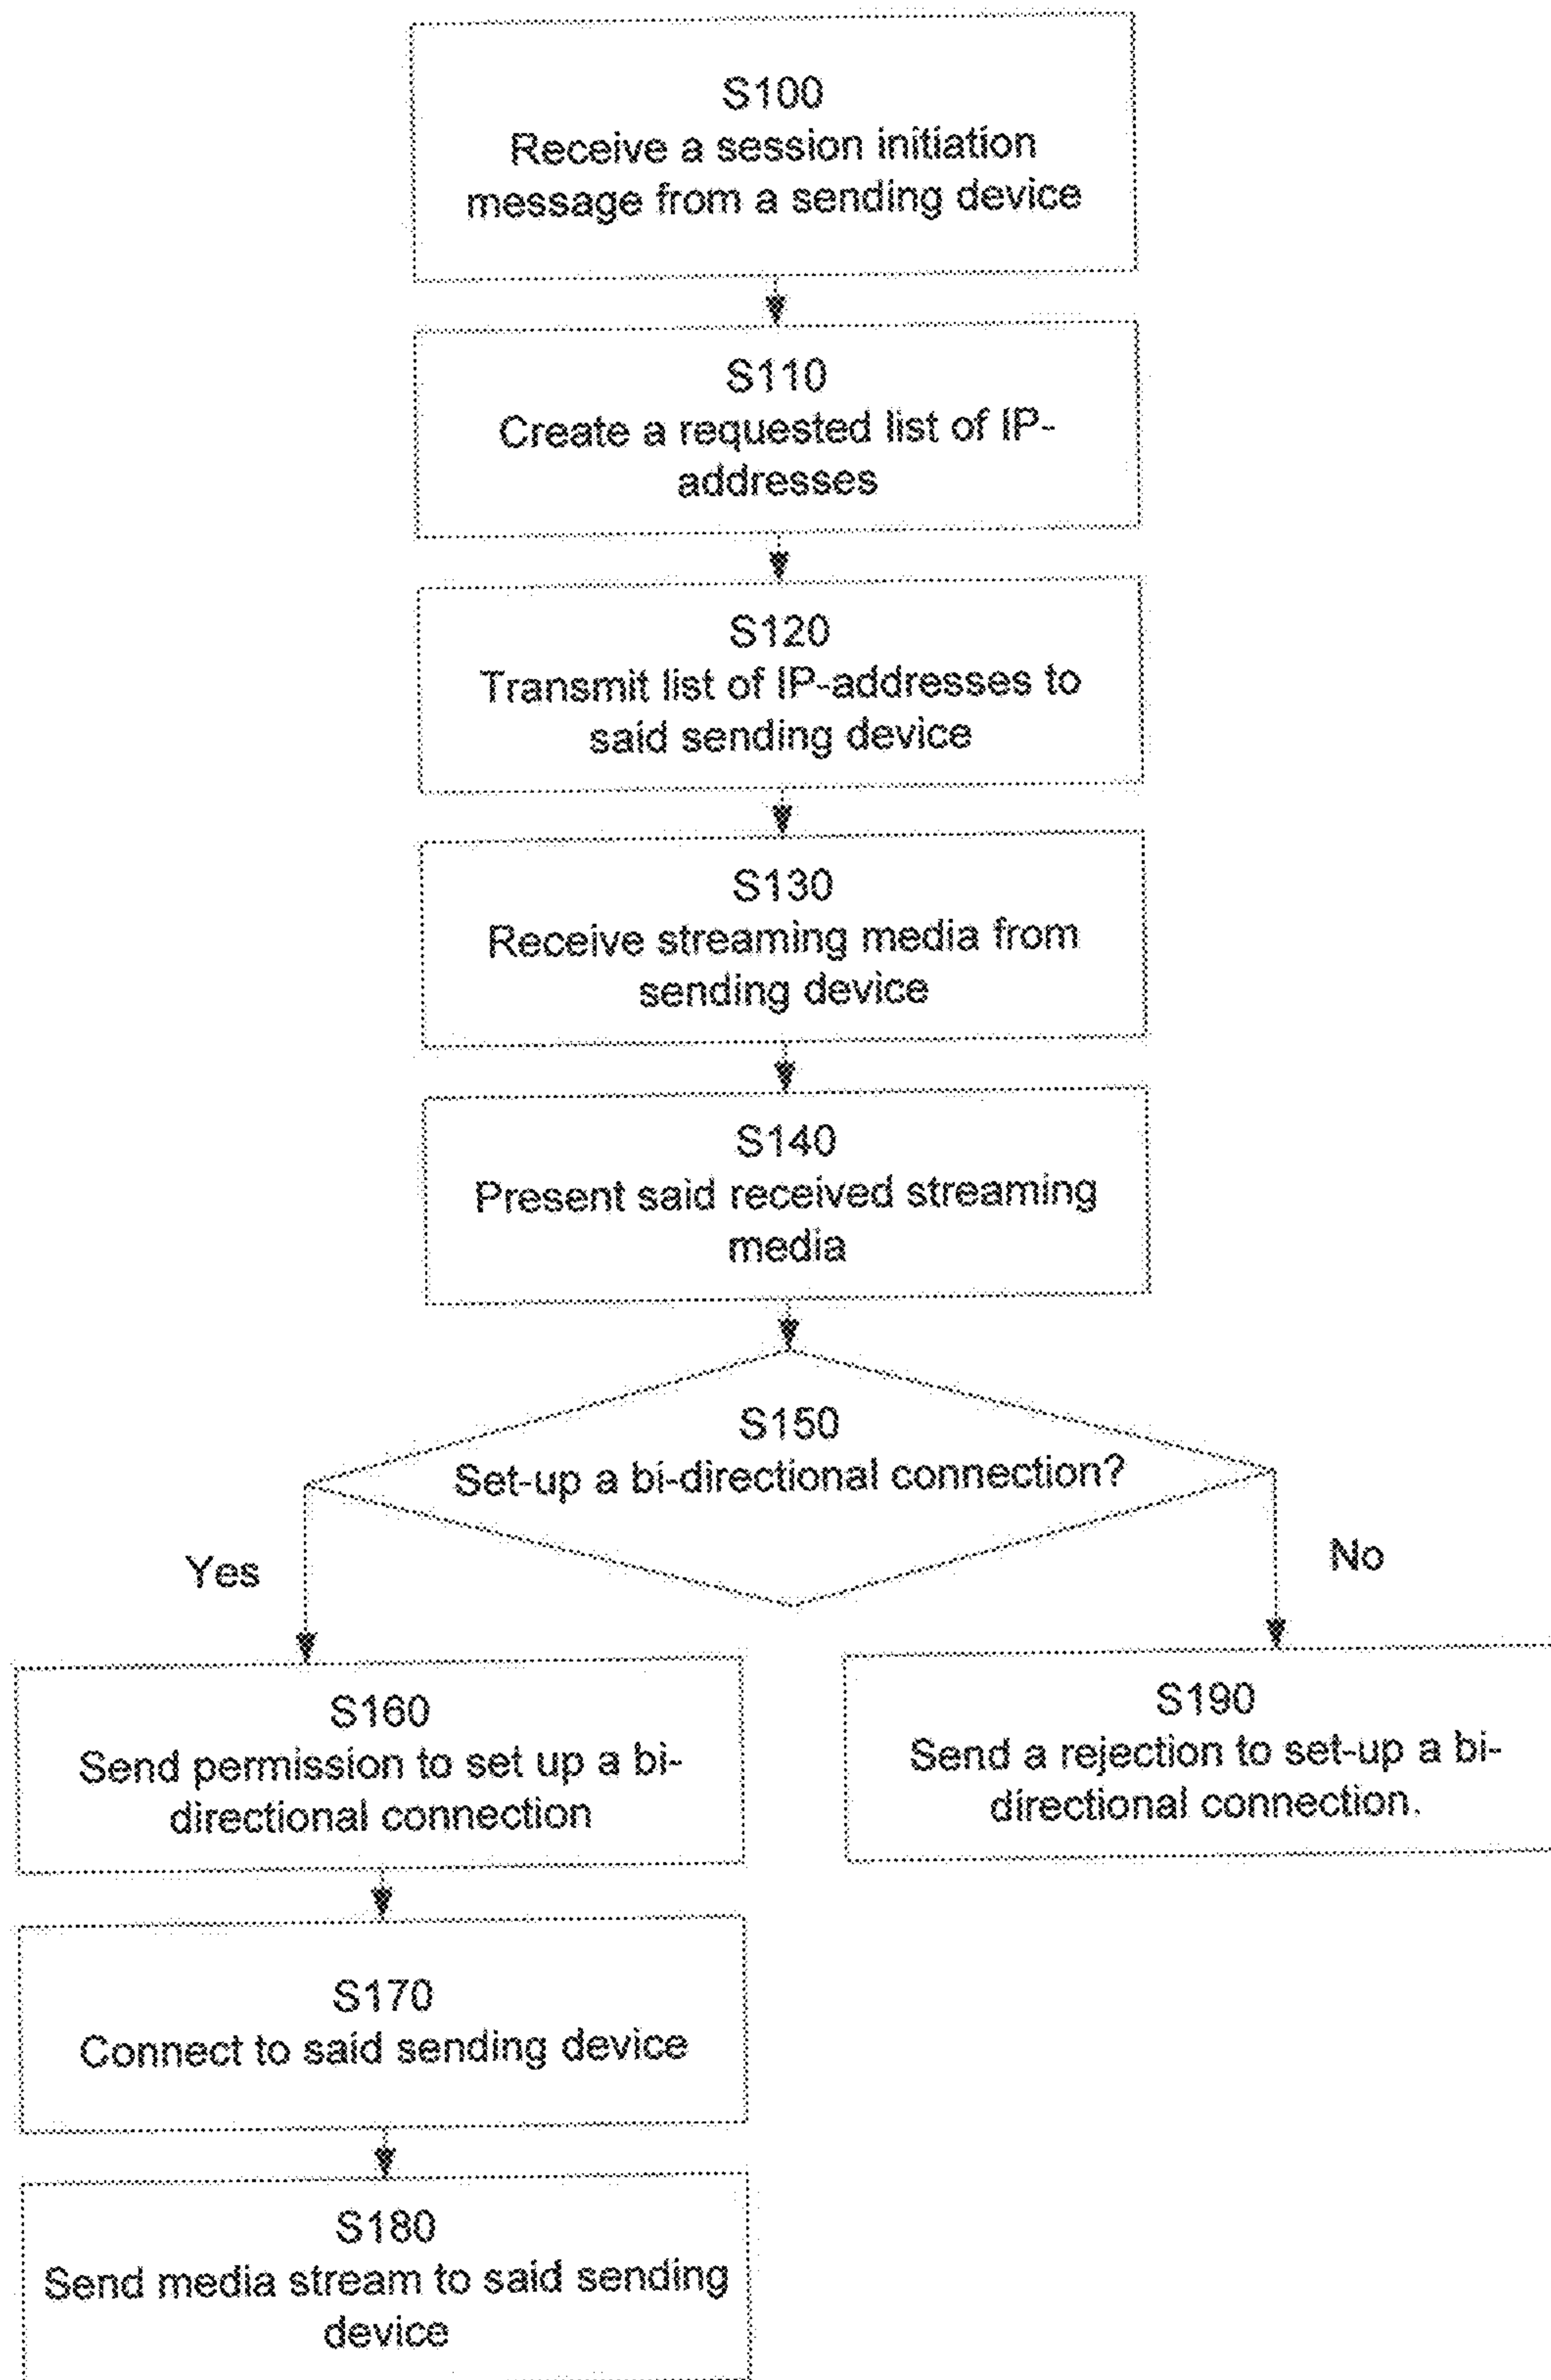 S100
Receive a session initiation
message from a sending device
S110
Create a requested list of IP-
addresses
S120
Transmit list of IP-addresses to
said sending device
S130
Receive streaming media from
sending device
S140
Present said received streaming
media
S150
Set-up a bi-directional connection?
Yes
No
S160
Send permission to set up a bi-
directional connection
S190
Send a rejection to set-up a bi-
directional connection.
S170
Connect to said sending device
S180
Send media stream to said sending
device